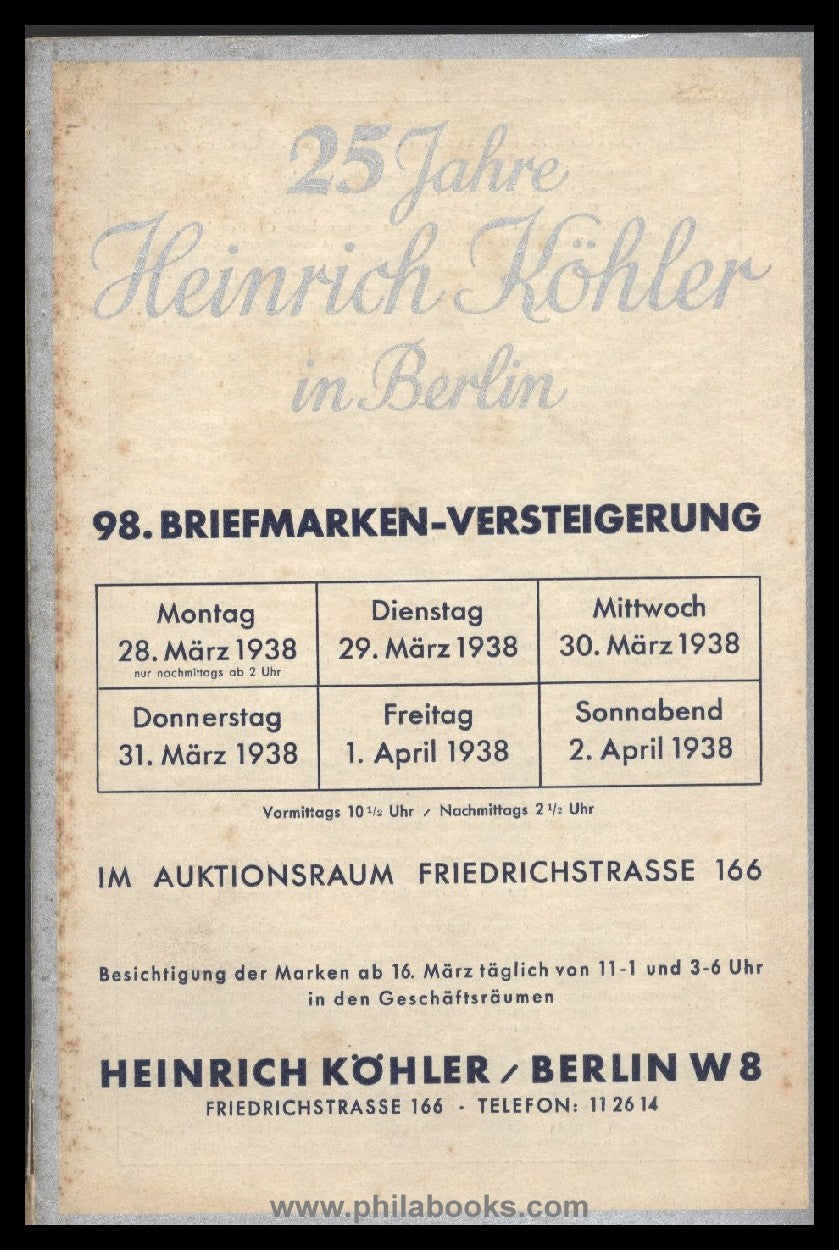 25 Jahre
Heinrich Köhler
in Berlin
98. BRIEFMARKEN-VERSTEIGERUNG
Montag
28. März 1938
nur nachmittags ab 2 Uhr
Dienstag
29. März 1938
Mittwoch
30. März 1938
Donnerstag
31. März 1938
Freitag
1. April 1938
Sonnabend
2. April 1938
Vormittags 10 1/2 Uhr / Nachmittags 2 1/2 Uhr
IM AUKTIONSRAUM FRIEDRICHSTRASSE 166
Besichtigung der Marken ab 16. März täglich von 11-1 und 3-6 Uhr
in den Geschäftsräumen
HEINRICH KÖHLER / BERLIN W 8
FRIEDRICHSTRASSE 166 · TELEFON: 11 26 14
www.philabooks.com